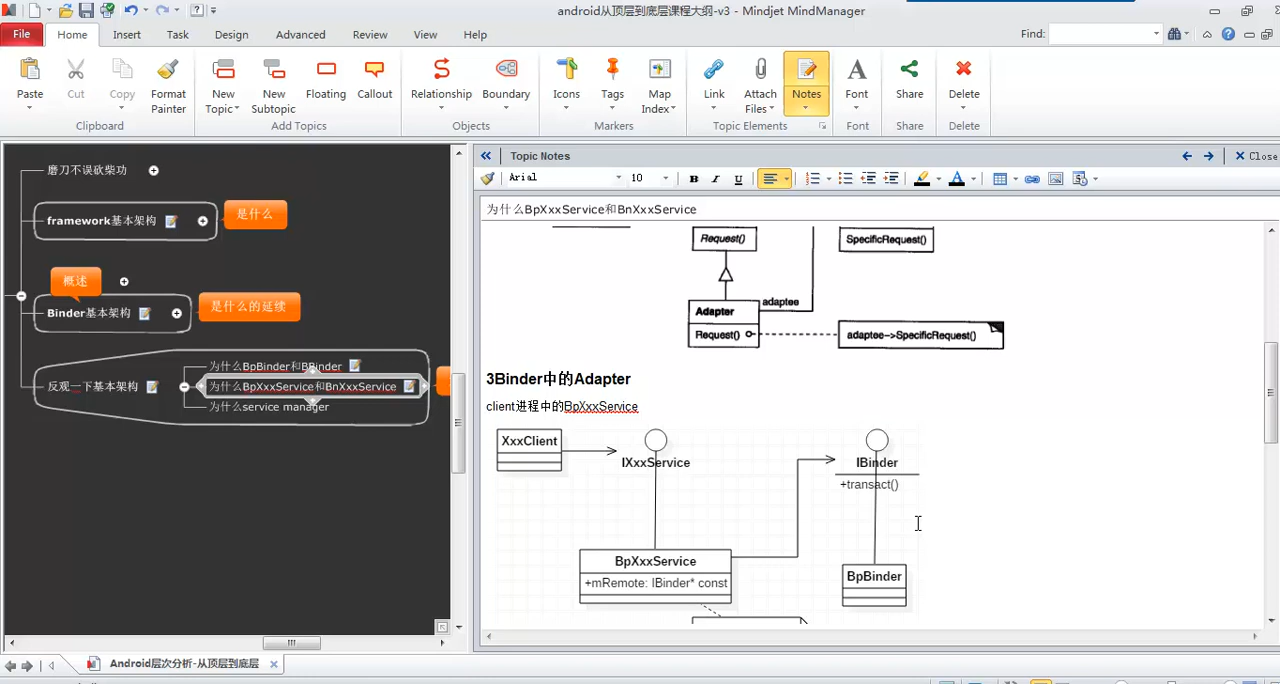 android从顶层到底层课程大纲-v3 - Mindjet MindManager
File Home Insert Task Design Advanced Review View Help Find:
Paste Cut Copy Format Painter New Topic New Subtopic Floating Callout Relationship Boundary Icons Tags Map Index Link Attach Files Notes Font Share Delete
Clipboard Add Topics Objects Markers Topic Elements Font Share Delete
磨刀不误砍柴功
framework基本架构
是什么
概述
Binder基本架构
是什么的延续
反观一下基本架构
为什么BpBinder和BBinder
为什么BpXxxService和BnXxxService
为什么service manager
Topic Notes Close
Arial 10 B I U A
为什么BpXxxService和BnXxxService
Request() SpecificRequest()
adaptee
Adapter
Request() adaptee->SpecificRequest()
3Binder中的Adapter
client进程中的BpXxxService
XxxClient
IXxxService IBinder
+transact()
BpXxxService
+mRemote: IBinder* const
BpBinder
Android层次分析-从顶层到底层